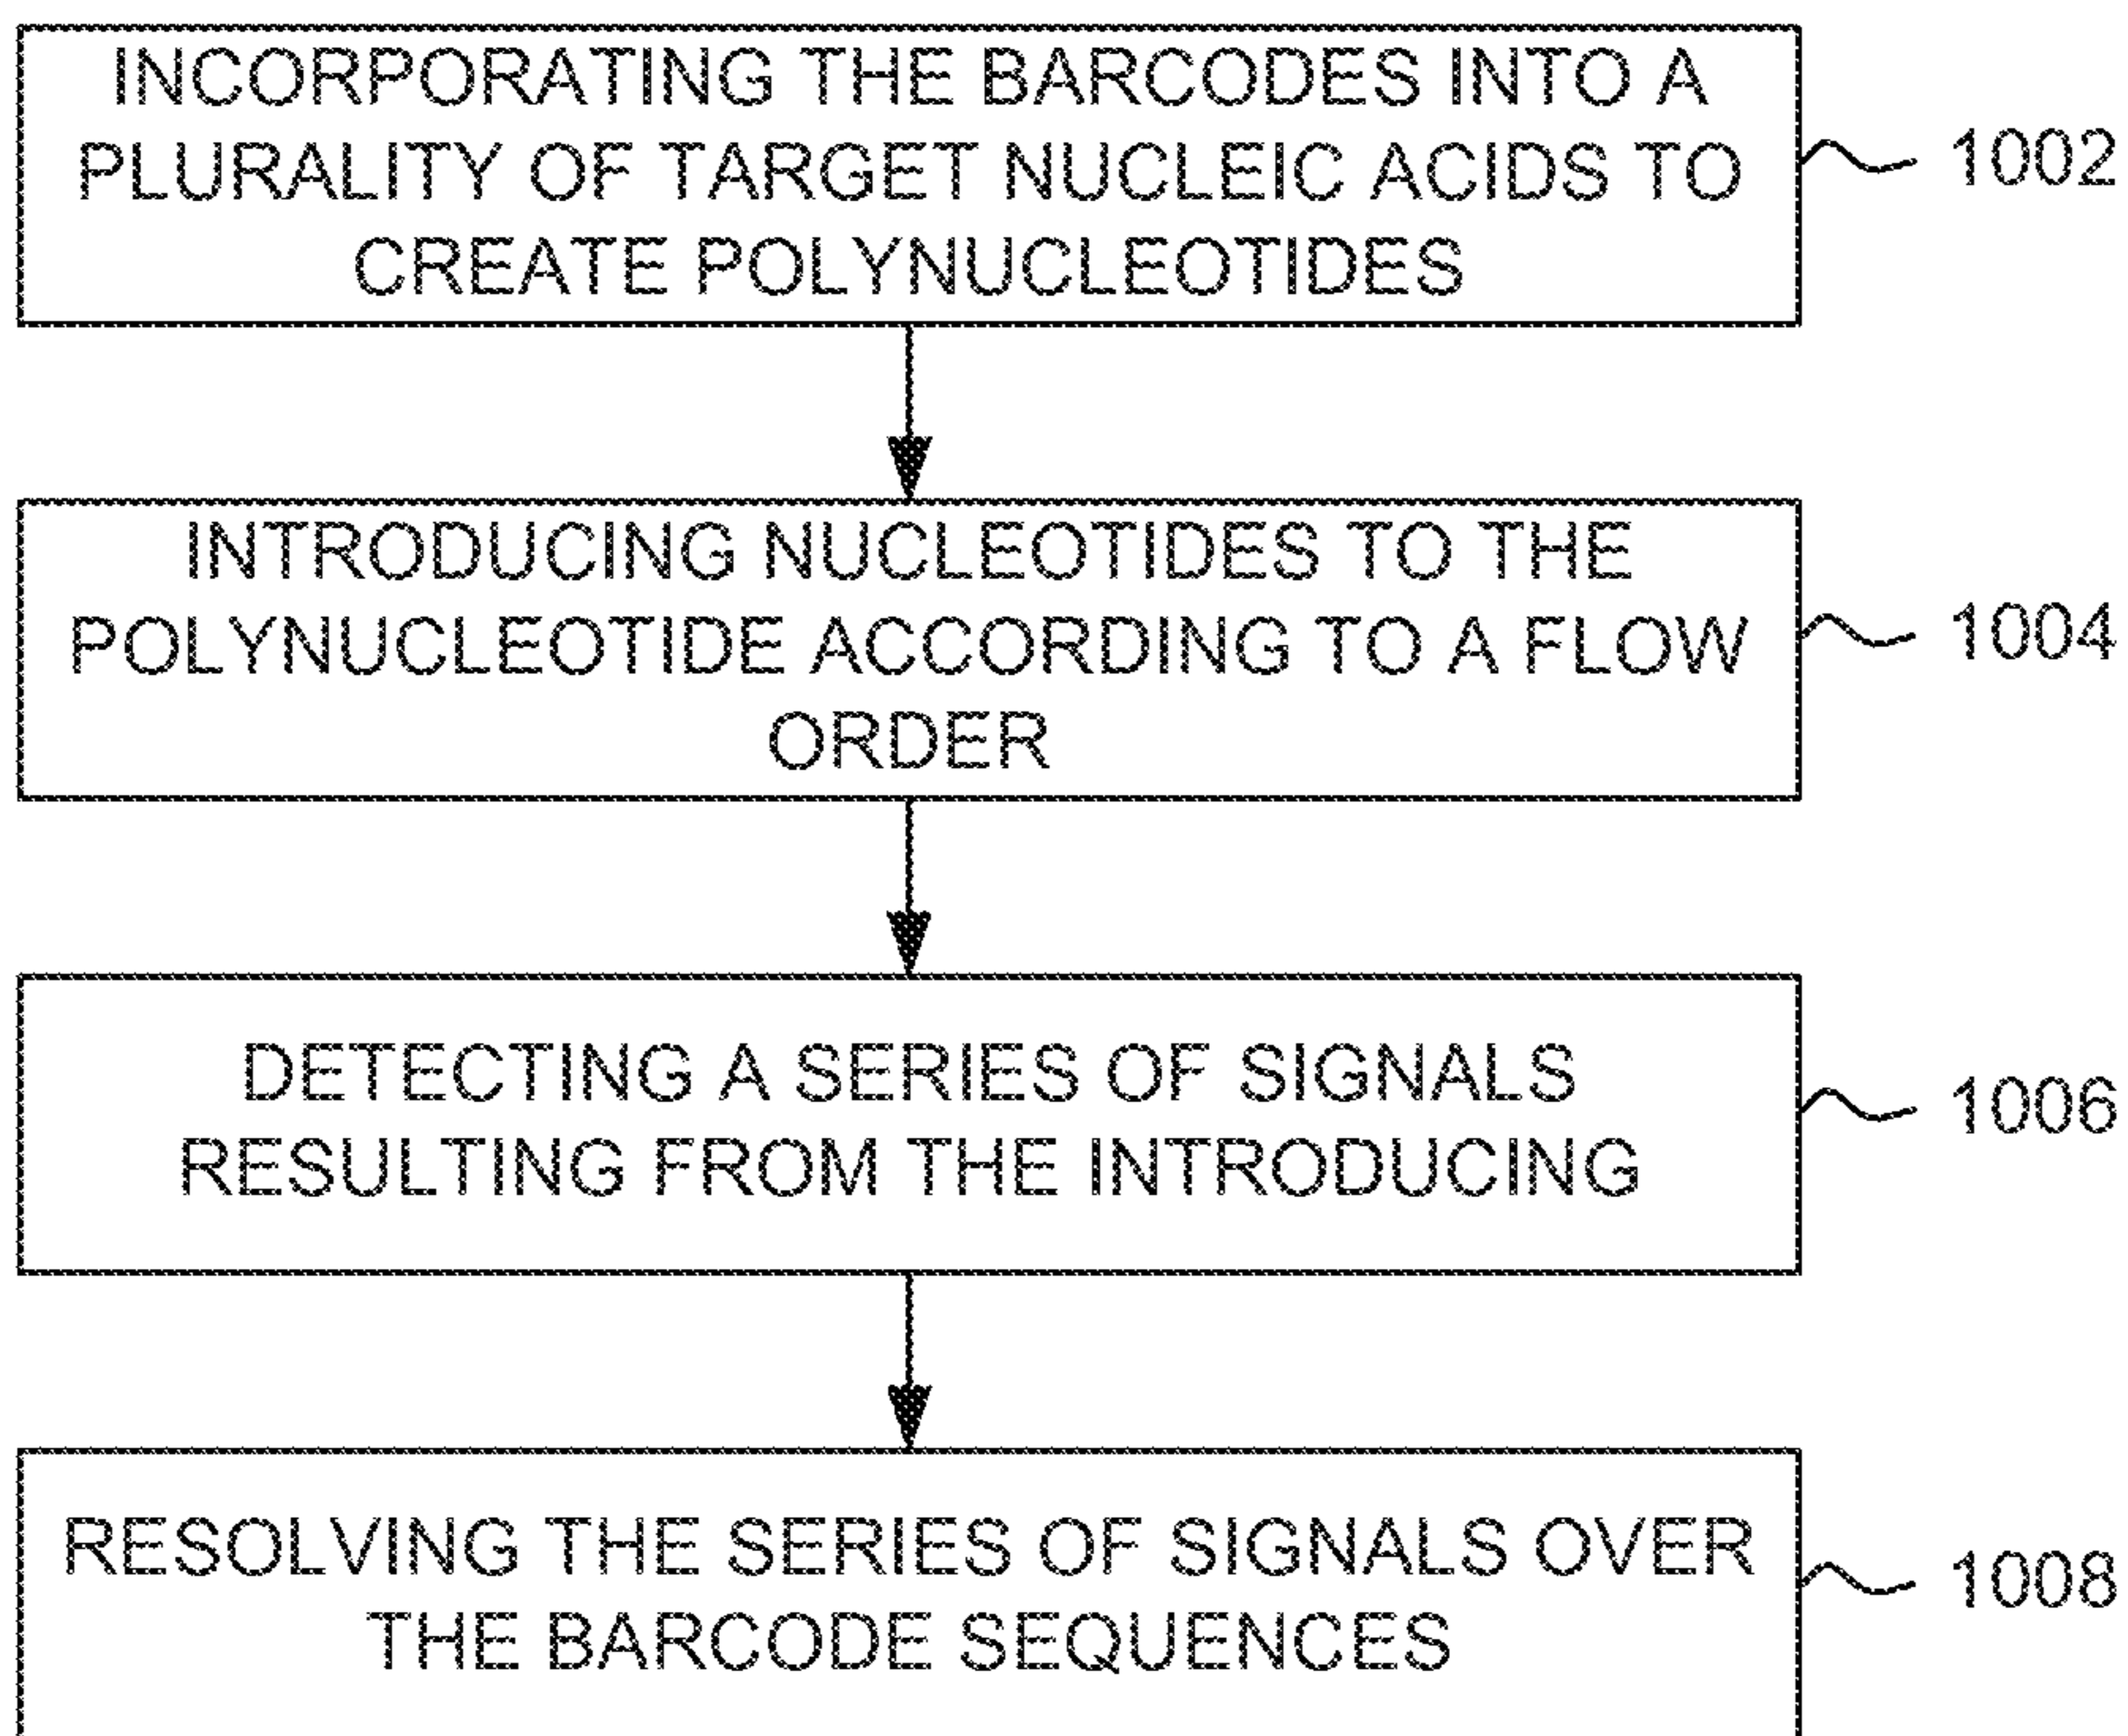 INCORPORATING THE BARCODES INTO A
PLURALITY OF TARGET NUCLEIC ACIDS TO
CREATE POLYNUCLEOTIDES
1002
INTRODUCING NUCLEOTIDES TO THE
POLYNUCLEOTIDE ACCORDING TO A FLOW
ORDER
1004
DETECTING A SERIES OF SIGNALS
RESULTING FROM THE INTRODUCING
1006
RESOLVING THE SERIES OF SIGNALS OVER
THE BARCODE SEQUENCES
1008